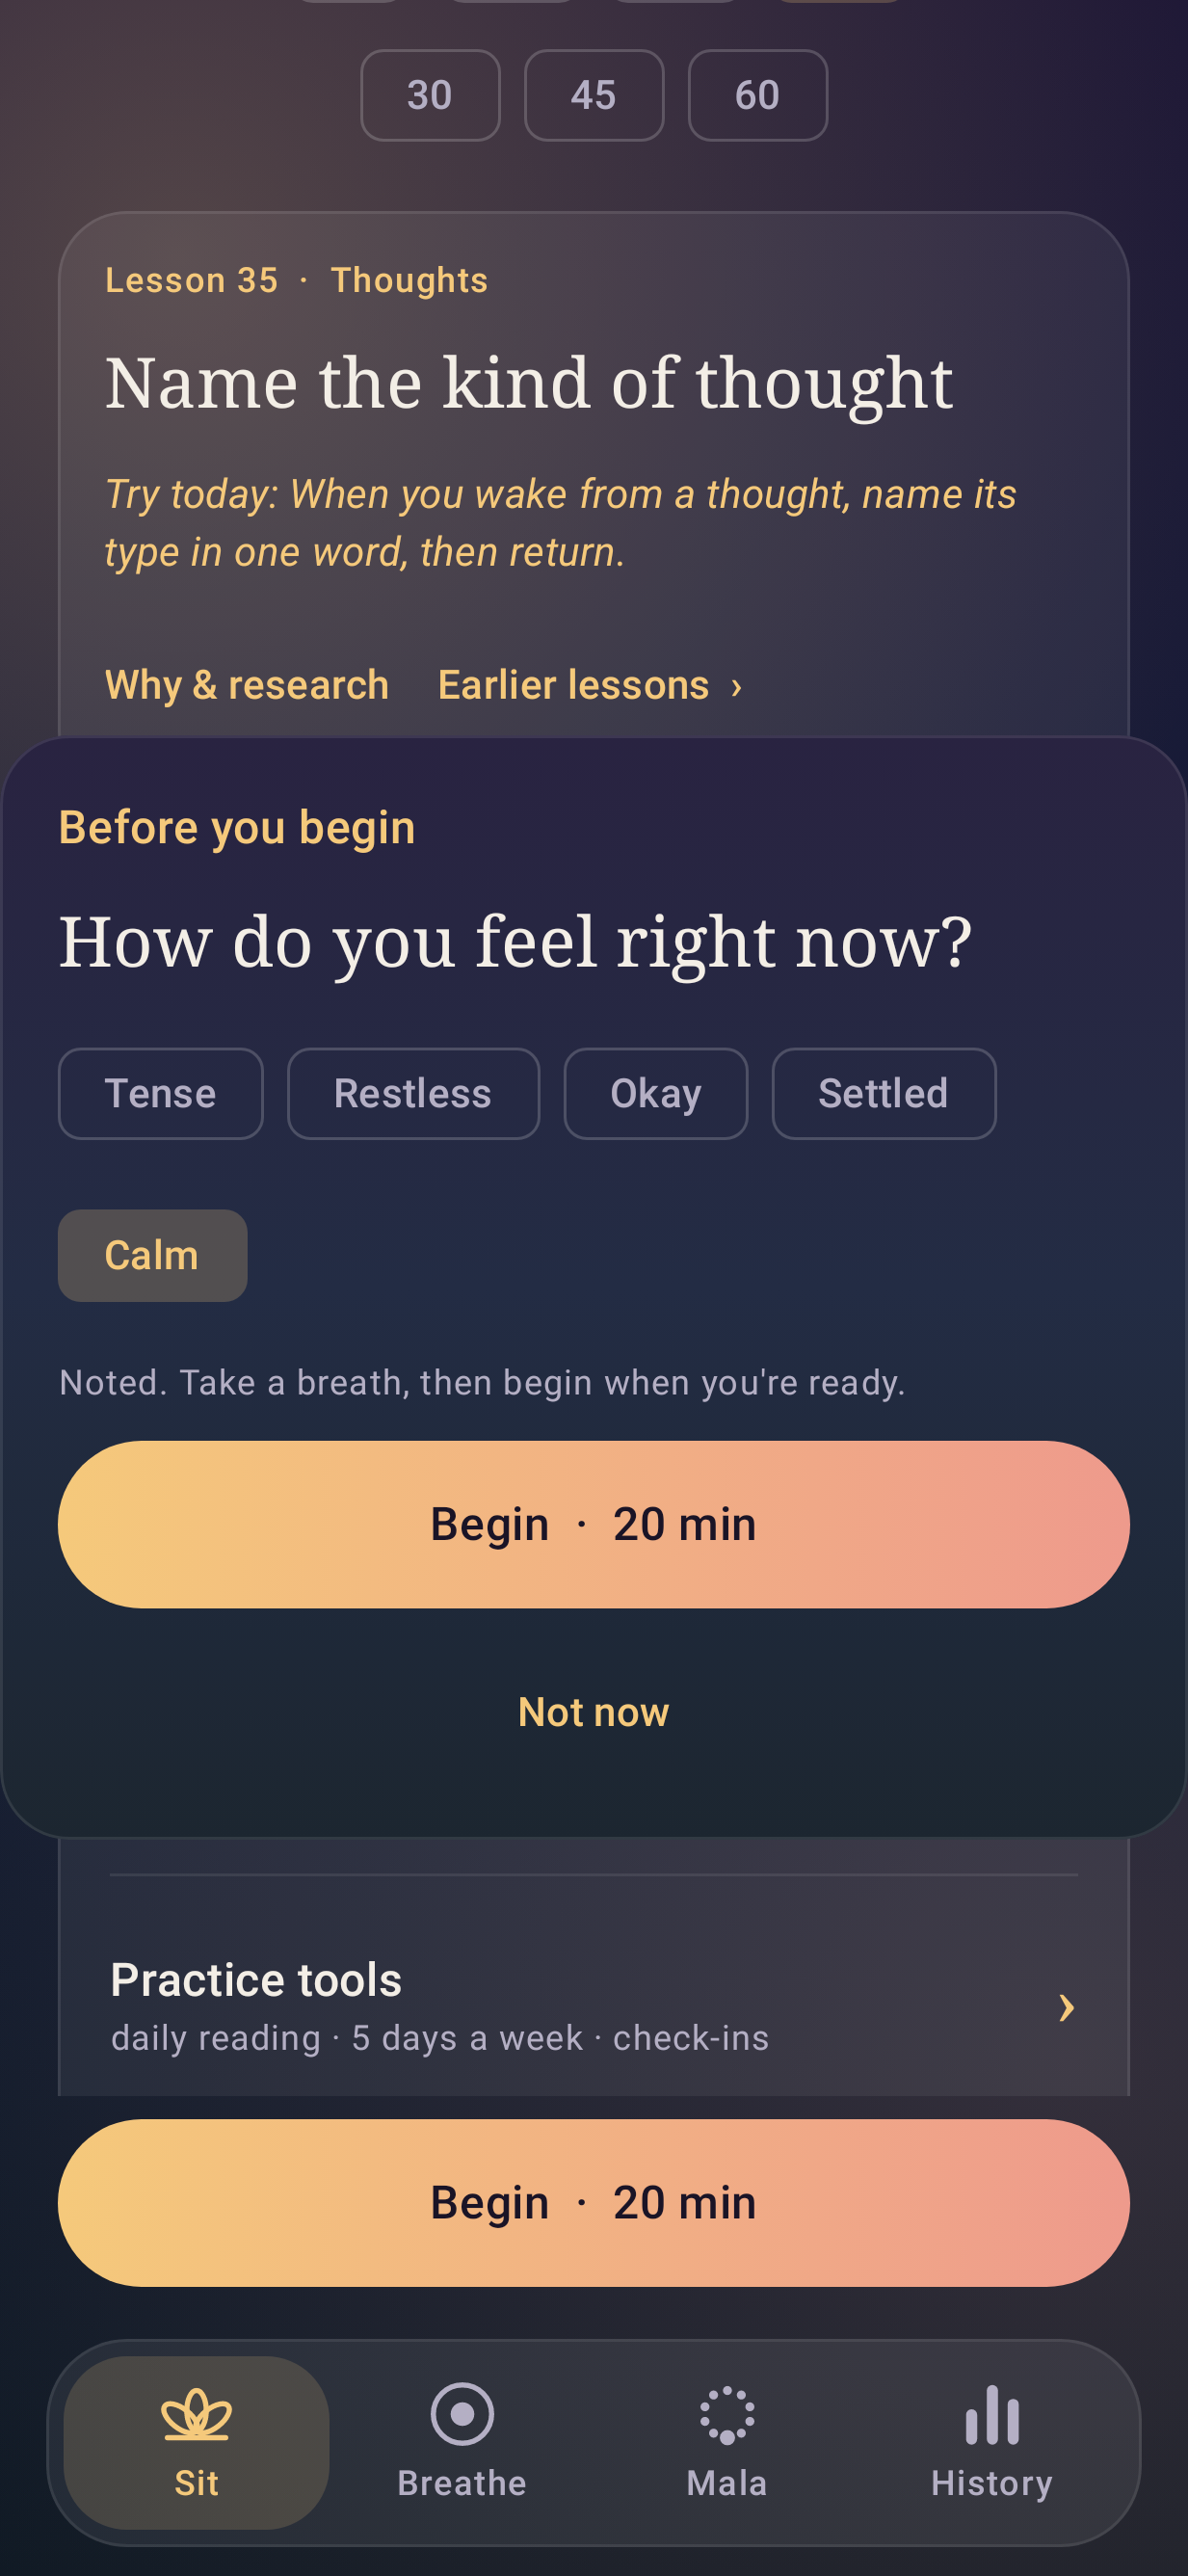 30 45 60
Lesson 35 · Thoughts
Name the kind of thought
Try today: When you wake from a thought, name its
type in one word, then return.
Why & research Earlier lessons ›
Before you begin
How do you feel right now?
Tense Restless Okay Settled
Calm
Noted. Take a breath, then begin when you're ready.
Begin · 20 min
Not now
Practice tools ›
daily reading · 5 days a week · check-ins
Begin · 20 min
Sit Breathe Mala History